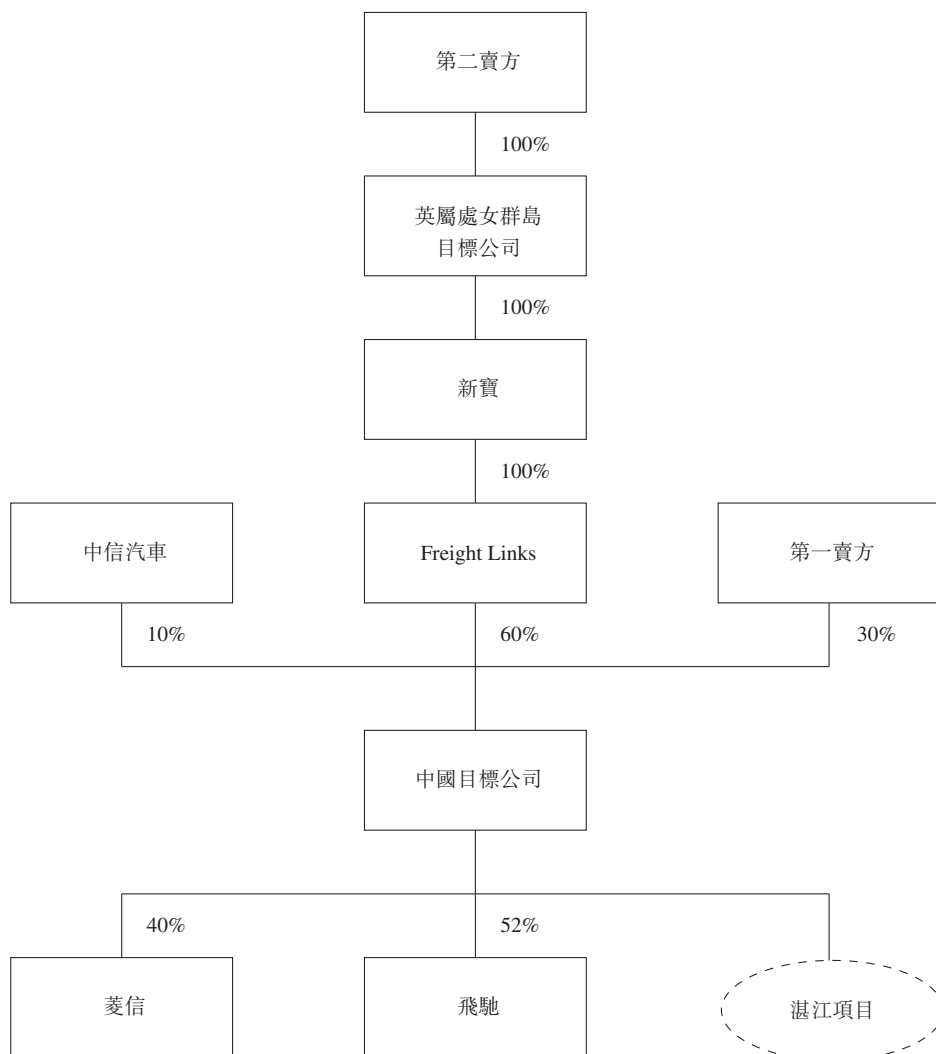 第二賣方
100%
英屬處女群島
目標公司
100%
新寶
100%
中信汽車
Freight Links
第一賣方
10%
60%
30%
中國目標公司
40%
52%
菱信
飛馳
湛江項目